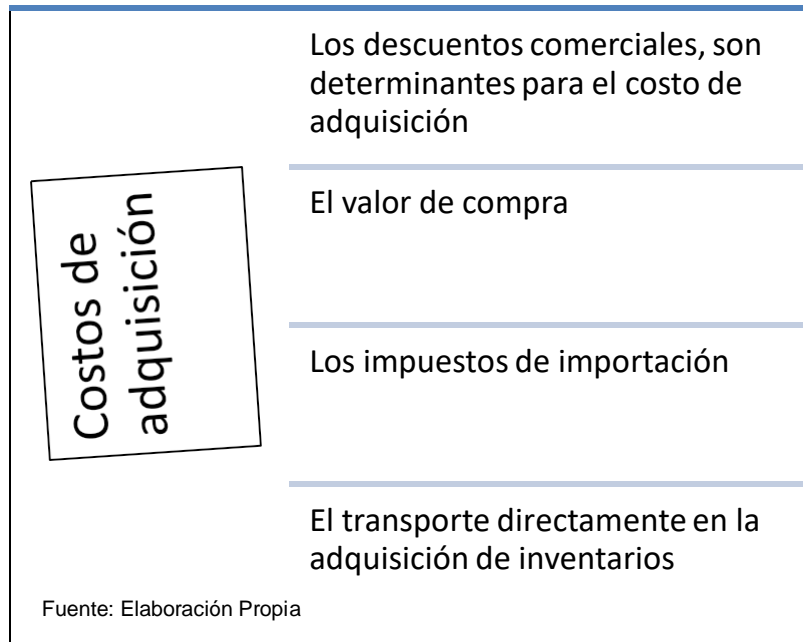 Costos de
adquisición
Los descuentos comerciales, son
determinantes para el costo de
adquisición
El valor de compra
Los impuestos de importación
El transporte directamente en la
adquisición de inventarios
Fuente: Elaboración Propia